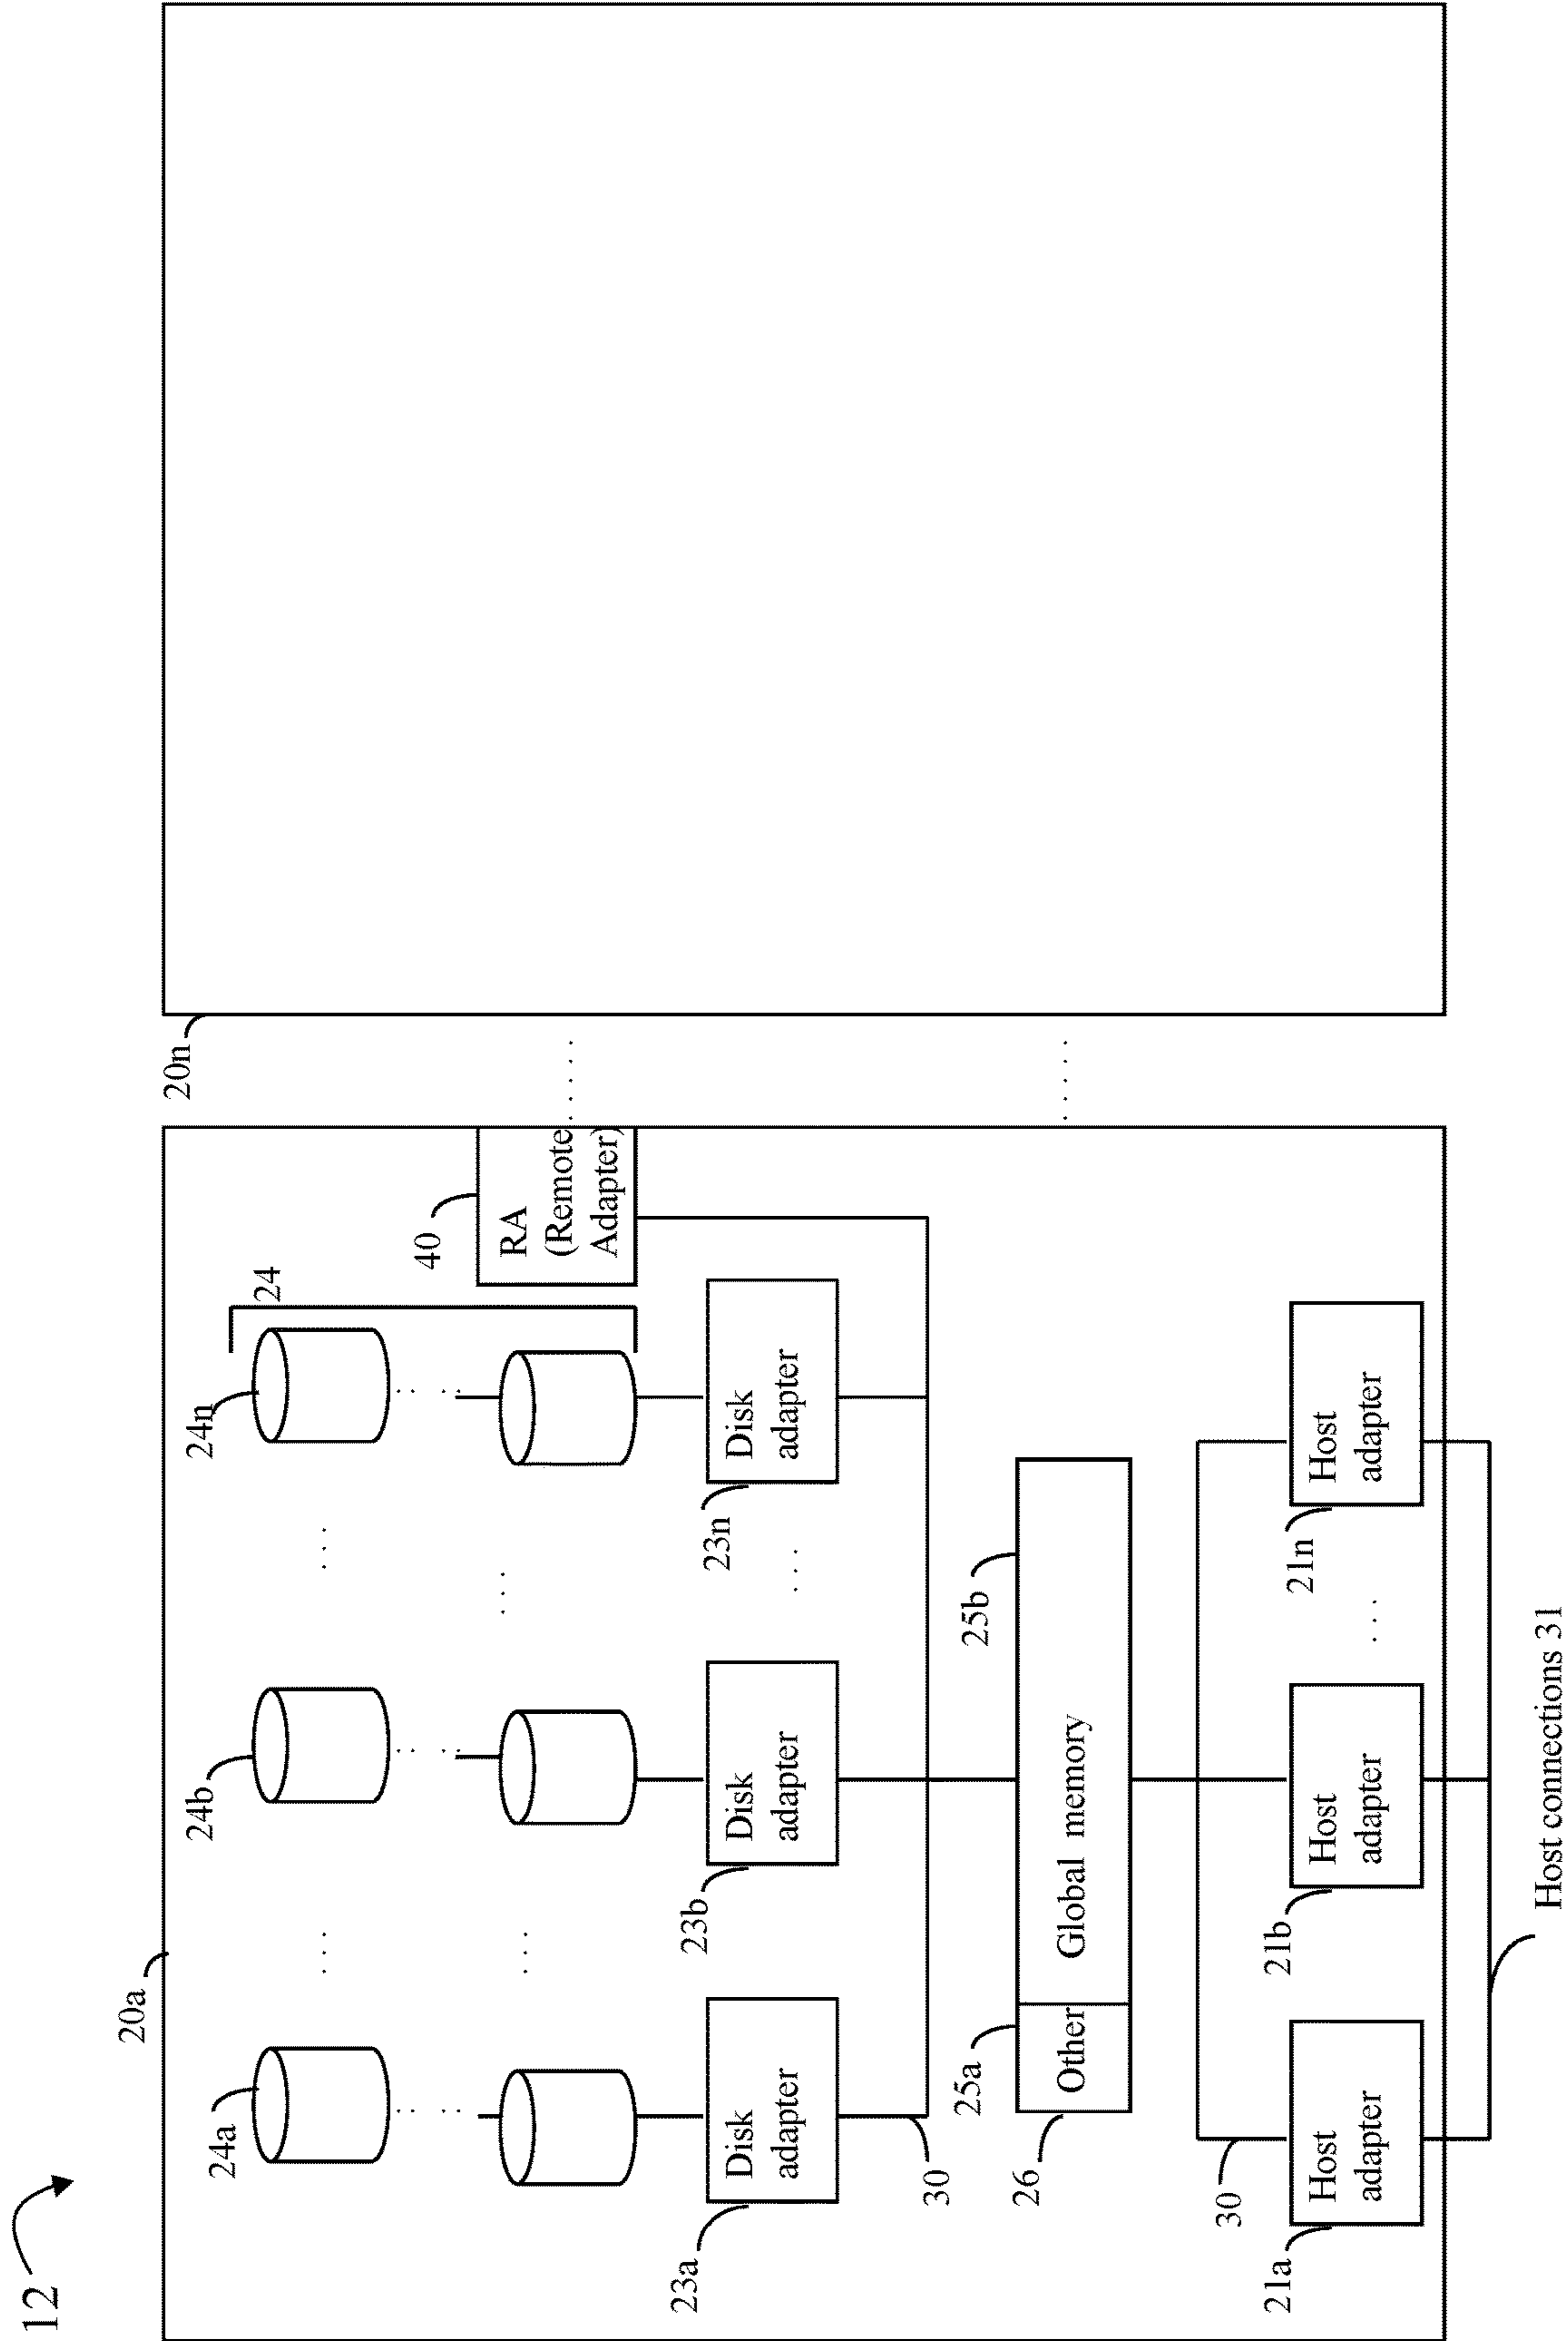 12
20a
20n
24a
24b
24n
24
40
RA
(Remote
Adapter)
23a
Disk
adapter
23b
Disk
adapter
23n
Disk
adapter
30
25a
25b
26
Other
Global memory
30
21a
Host
adapter
21b
Host
adapter
21n
Host
adapter
Host connections 31